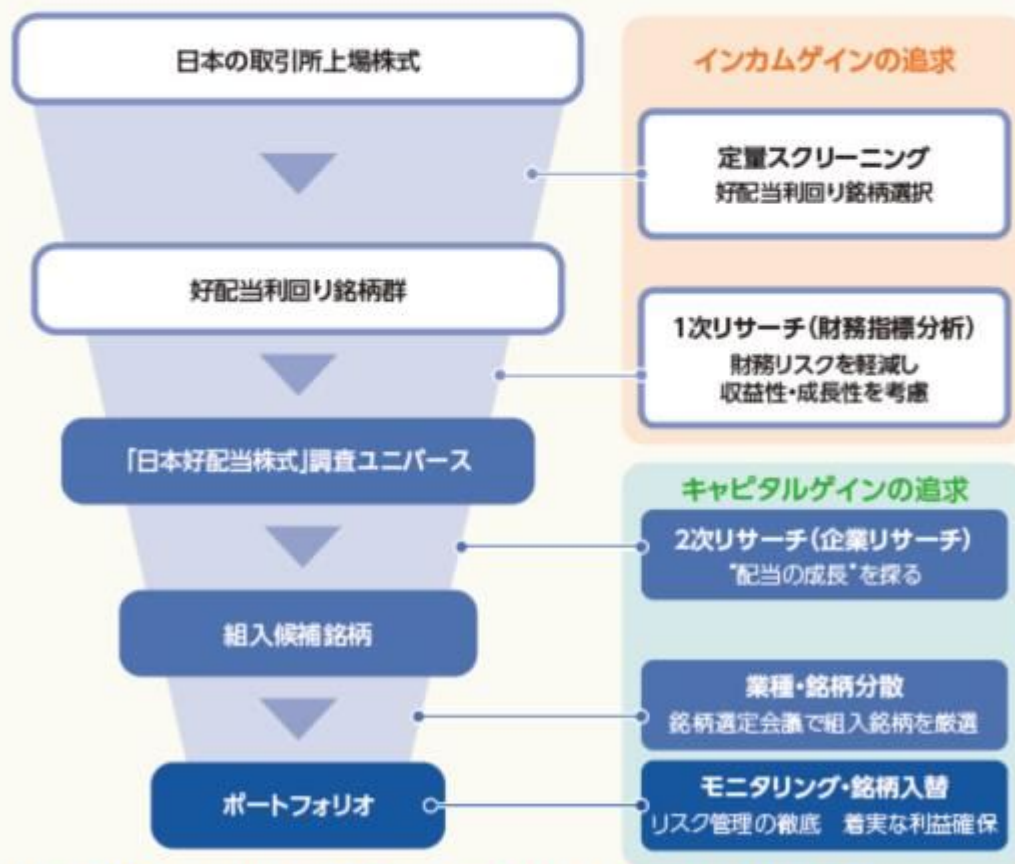 日本の取引所上場株式
インカムゲインの追求
定量スクリーニング
好配当利回り銘柄選択
好配当利回り銘柄群
1次リサーチ(財務指標分析)
財務リスクを軽減し
収益性・成長性を考慮
「日本好配当株式」調査ユニバース
キャピタルゲインの追求
2次リサーチ(企業リサーチ)
"配当の成長"を探る
組入候補銘柄
業種・銘柄分散
銘柄選定会議で組入銘柄を厳選
ポートフォリオ
モニタリング・銘柄入替
リスク管理の徹底 着実な利益確保